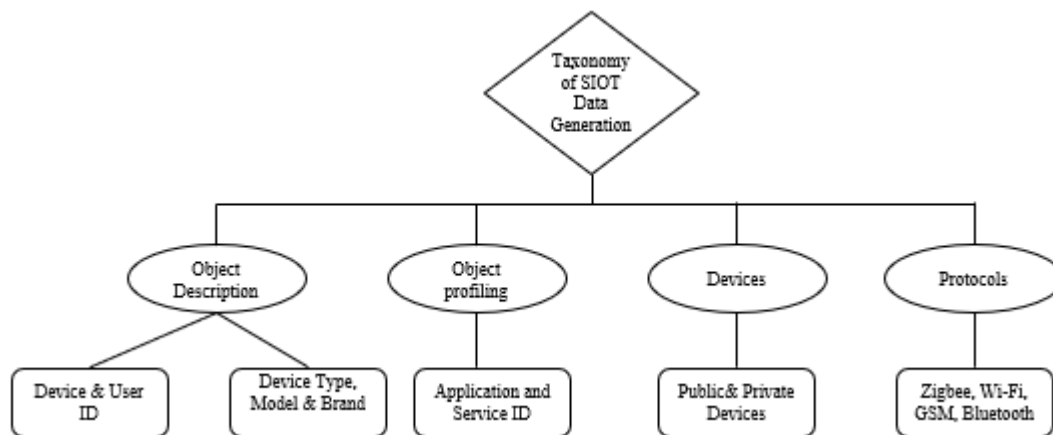 Taxonomy
of SIOT
Data
Generation
Object
Description
Object
profiling
Devices
Protocols
Device & User
ID
Device Type,
Model & Brand
Application and
Service ID
Public& Private
Devices
Zigbee, Wi-Fi,
GSM, Bluetooth